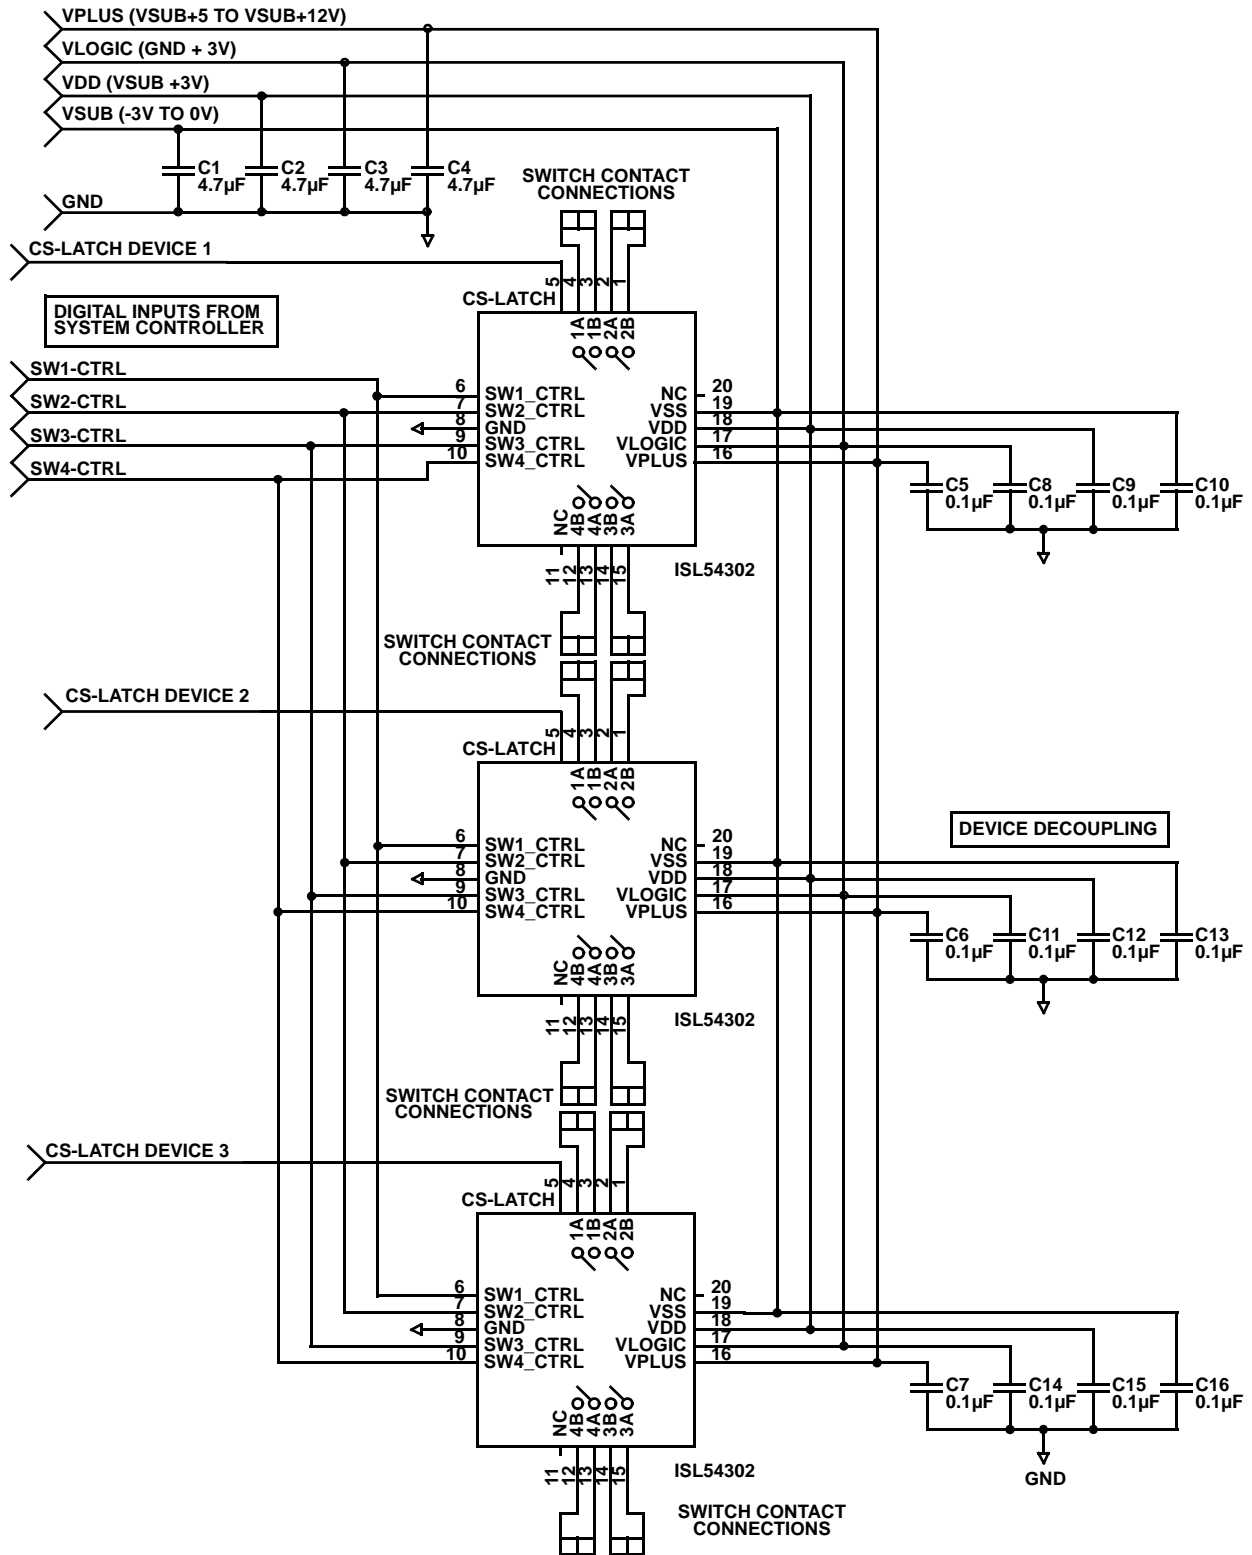 VPLUS (VSUB+5 TO VSUB+12V)
VLOGIC (GND + 3V)
VDD (VSUB +3V)
VSUB (-3V TO 0V)
C1
4.7µF
C2
4.7µF
C3
4.7µF
C4
4.7µF
GND
SWITCH CONTACT
CONNECTIONS
CS-LATCH DEVICE 1
5
4
3
2
1
CS-LATCH
1A
1B
2A
2B
DIGITAL INPUTS FROM
SYSTEM CONTROLLER
SW1-CTRL
SW2-CTRL
SW3-CTRL
SW4-CTRL
6
7
8
9
10
SW1_CTRL
SW2_CTRL
GND
SW3_CTRL
SW4_CTRL
NC
VSS
VDD
VLOGIC
VPLUS
20
19
18
17
16
C5
0.1µF
C8
0.1µF
C9
0.1µF
C10
0.1µF
NC
4B
4A
3B
3A
11
12
13
14
15
ISL54302
SWITCH CONTACT
CONNECTIONS
CS-LATCH DEVICE 2
5
4
3
2
1
CS-LATCH
1A
1B
2A
2B
6
7
8
9
10
SW1_CTRL
SW2_CTRL
GND
SW3_CTRL
SW4_CTRL
NC
VSS
VDD
VLOGIC
VPLUS
20
19
18
17
16
DEVICE DECOUPLING
C6
0.1µF
C11
0.1µF
C12
0.1µF
C13
0.1µF
NC
4B
4A
3B
3A
11
12
13
14
15
ISL54302
SWITCH CONTACT
CONNECTIONS
CS-LATCH DEVICE 3
5
4
3
2
1
CS-LATCH
1A
1B
2A
2B
6
7
8
9
10
SW1_CTRL
SW2_CTRL
GND
SW3_CTRL
SW4_CTRL
NC
VSS
VDD
VLOGIC
VPLUS
20
19
18
17
16
C7
0.1µF
C14
0.1µF
C15
0.1µF
C16
0.1µF
GND
NC
4B
4A
3B
3A
11
12
13
14
15
ISL54302
SWITCH CONTACT
CONNECTIONS